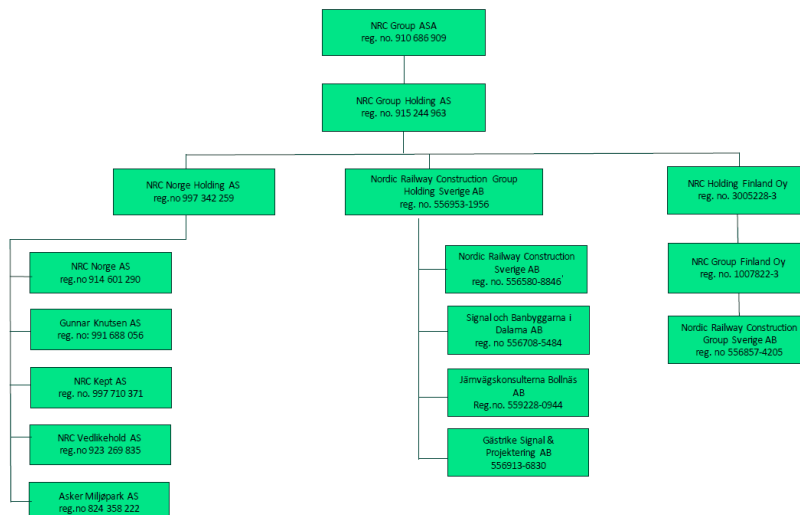 NRC Group ASA
reg. no. 910 686 909
NRC Group Holding AS
reg. no. 915 244 963
NRC Norge Holding AS
reg.no 997 342 259
Nordic Railway Construction Group
Holding Sverige AB
reg. no. 556953-1956
NRC Holding Finland Oy
reg. no. 3005228-3
NRC Norge AS
reg.no 914 601 290
Gunnar Knutsen AS
reg. no: 991 688 056
NRC Kept AS
reg. no. 997 710 371
NRC Vedlikehold AS
reg.no 923 269 835
Asker Miljøpark AS
reg.no 824 358 222
Nordic Railway Construction
Sverige AB
reg. no. 556580-8846
Signal och Banbyggarna i
Dalarna AB
reg. no 556708-5484
Järnvägskonsulterna Bollnäs
AB
Reg.no. 559228-0944
Gästrike Signal &
Projektering AB
556913-6830
NRC Group Finland Oy
reg. no. 1007822-3
Nordic Railway Construction
Group Sverige AB
reg. no 556857-4205